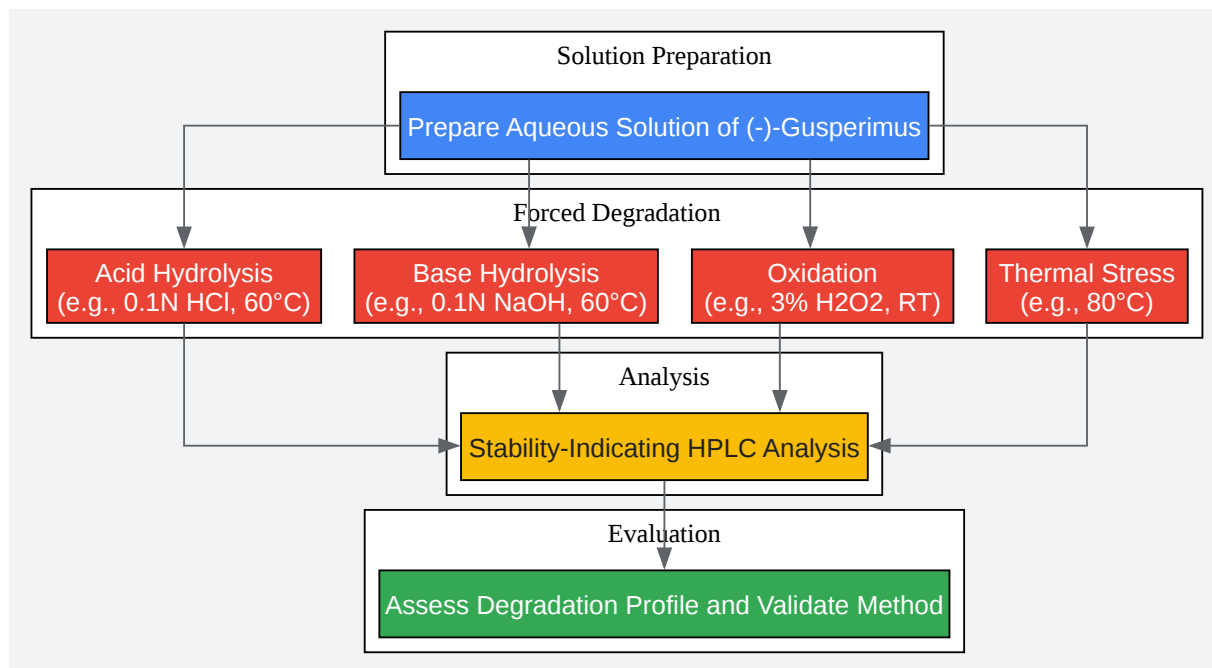 Solution Preparation
Prepare Aqueous Solution of (-)-Gusperimus
Forced Degradation
Acid Hydrolysis
(e.g., 0.1N HCl, 60°C)
Base Hydrolysis
(e.g., 0.1N NaOH, 60°C)
Oxidation
(e.g., 3% H2O2, RT)
Thermal Stress
(e.g., 80°C)
Analysis
Stability-Indicating HPLC Analysis
Evaluation
Assess Degradation Profile and Validate Method